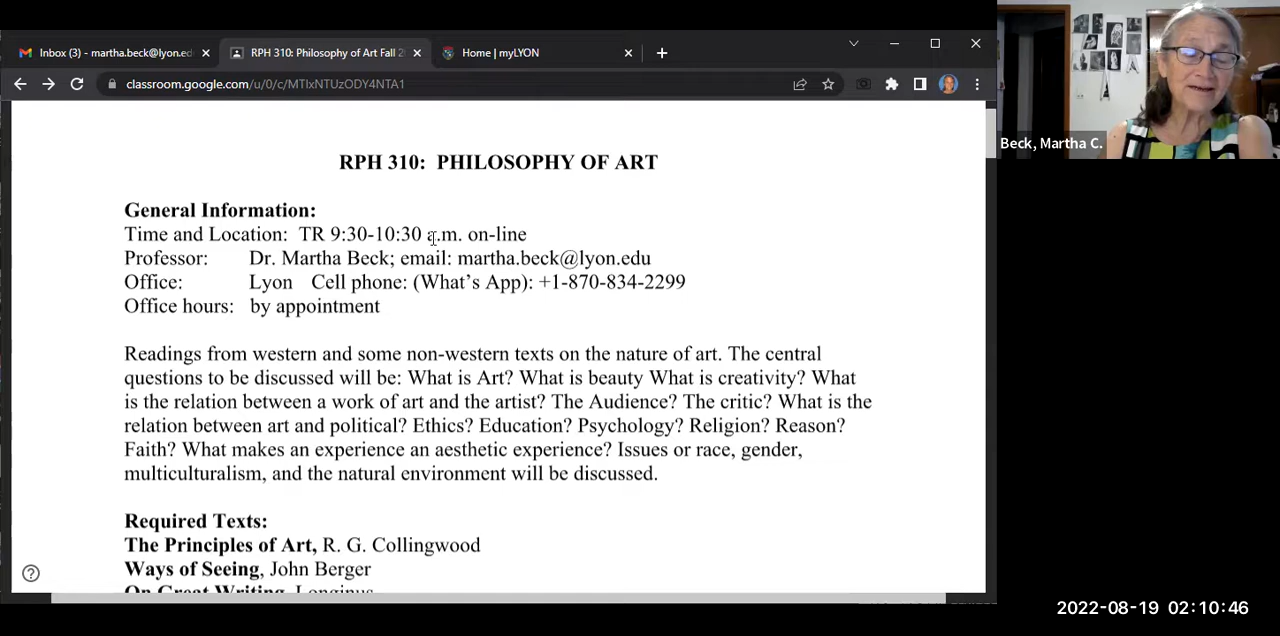 Inbox (3) - martha.beck@lyon.ed
RPH 310: Philosophy of Art Fall 2
Home | myLYON
classroom.google.com/u/0/c/MTIxNTUzODY4NTA1
RPH 310:  PHILOSOPHY OF ART
General Information:
Time and Location:  TR 9:30-10:30 a.m. on-line
Professor: Dr. Martha Beck; email: martha.beck@lyon.edu
Office: Lyon Cell phone: (What's App): +1-870-834-2299
Office hours: by appointment
Readings from western and some non-western texts on the nature of art. The central
questions to be discussed will be: What is Art? What is beauty What is creativity? What
is the relation between a work of art and the artist? The Audience? The critic? What is the
relation between art and political? Ethics? Education? Psychology? Religion? Reason?
Faith? What makes an experience an aesthetic experience? Issues or race, gender,
multiculturalism, and the natural environment will be discussed.
Required Texts:
The Principles of Art, R. G. Collingwood
Ways of Seeing, John Berger
On Great Writing, Longinus
Beck, Martha C.
2022-08-19 02:10:46